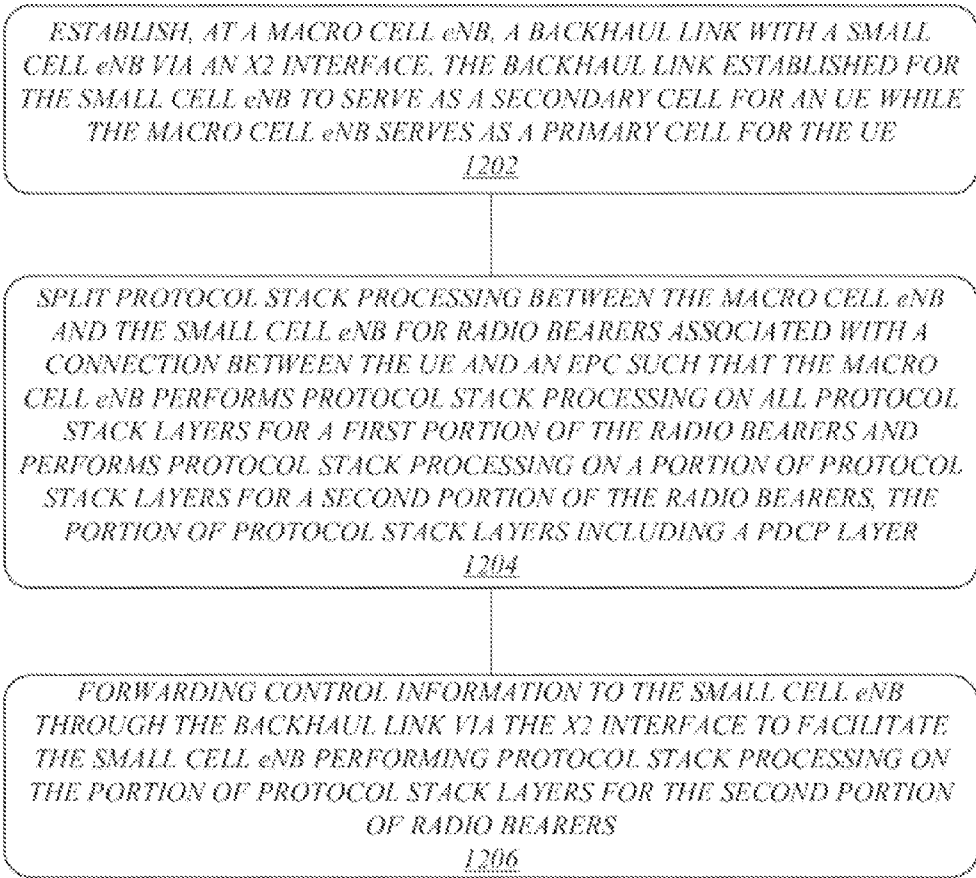 ESTABLISH, AT A MACRO CELL eNB, A BACKHAUL LINK WITH A SMALL
CELL eNB VIA AN X2 INTERFACE, THE BACKHAUL LINK ESTABLISHED FOR
THE SMALL CELL eNB TO SERVE AS A SECONDARY CELL FOR AN UE WHILE
THE MACRO CELL eNB SERVES AS A PRIMARY CELL FOR THE UE
1202
SPLIT PROTOCOL STACK PROCESSING BETWEEN THE MACRO CELL eNB
AND THE SMALL CELL eNB FOR RADIO BEARERS ASSOCIATED WITH A
CONNECTION BETWEEN THE UE AND AN EPC SUCH THAT THE MACRO
CELL eNB PERFORMS PROTOCOL STACK PROCESSING ON ALL PROTOCOL
STACK LAYERS FOR A FIRST PORTION OF THE RADIO BEARERS AND
PERFORMS PROTOCOL STACK PROCESSING ON A PORTION OF PROTOCOL
STACK LAYERS FOR A SECOND PORTION OF THE RADIO BEARERS, THE
PORTION OF PROTOCOL STACK LAYERS INCLUDING A PDCP LAYER
1204
FORWARDING CONTROL INFORMATION TO THE SMALL CELL eNB
THROUGH THE BACKHAUL LINK VIA THE X2 INTERFACE TO FACILITATE
THE SMALL CELL eNB PERFORMING PROTOCOL STACK PROCESSING ON
THE PORTION OF PROTOCOL STACK LAYERS FOR THE SECOND PORTION
OF RADIO BEARERS
1206